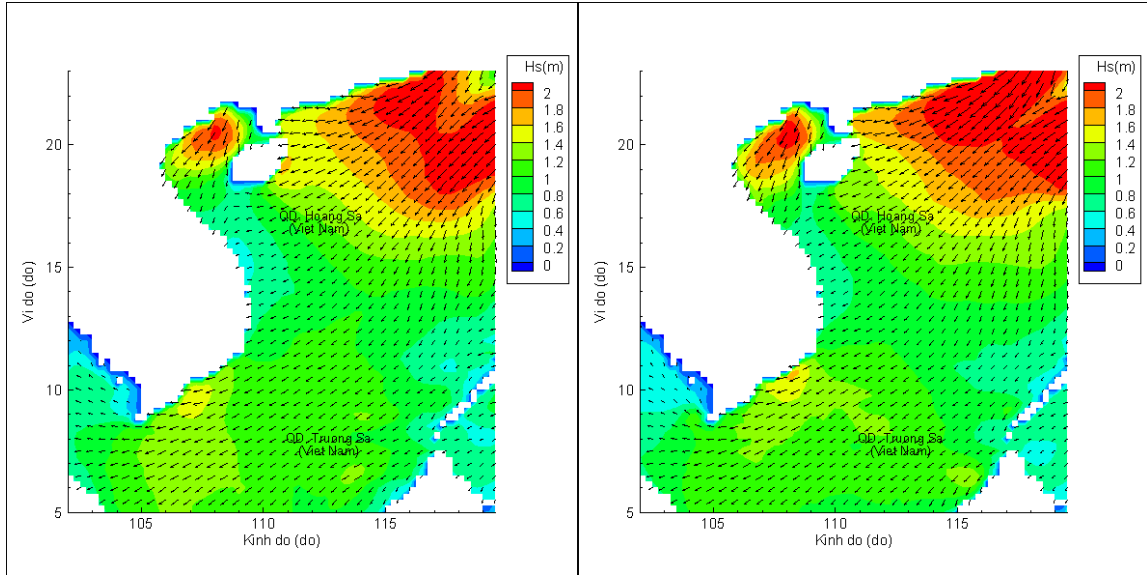 Hs(m)
2
1.8
1.6
1.4
1.2
1
0.8
0.6
0.4
0.2
0
20
15
10
5
Vi do (do)
QD. Hoang Sa
(Viet Nam)
QD. Truong Sa
(Viet Nam)
105
110
115
Kinh do (do)
Hs(m)
2
1.8
1.6
1.4
1.2
1
0.8
0.6
0.4
0.2
0
20
15
10
5
Vi do (do)
QD. Hoang Sa
(Viet Nam)
QD. Truong Sa
(Viet Nam)
105
110
115
Kinh do (do)